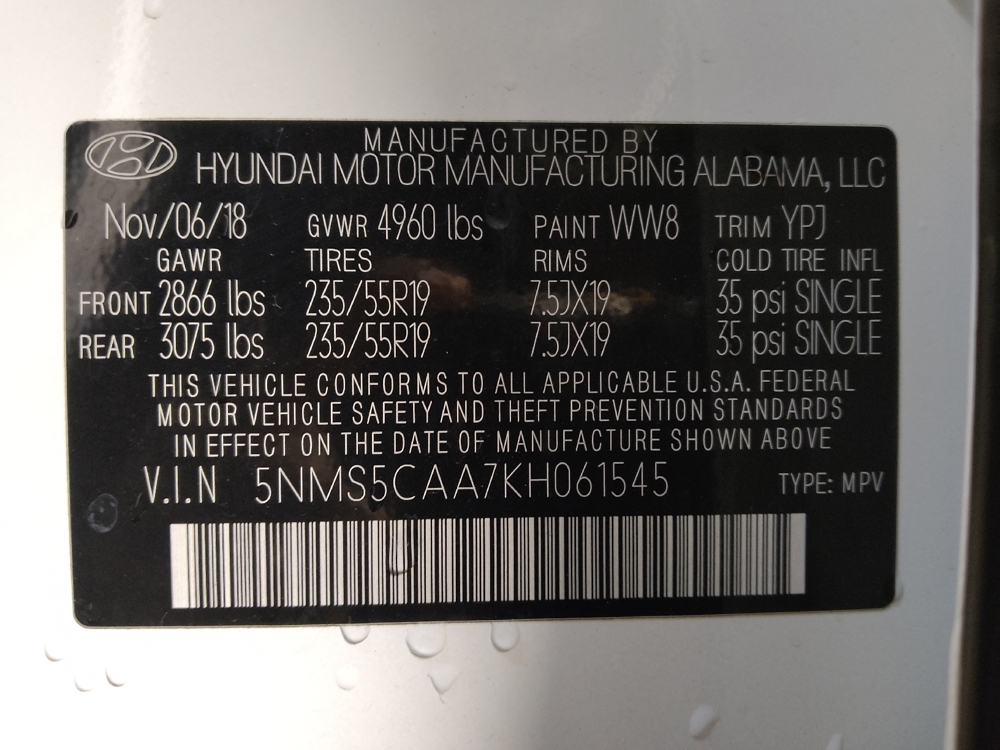 MANUFACTURED BY
HYUNDAI MOTOR MANUFACTURING ALABAMA, LLC
Nov/06/18 GVWR 4960 lbs PAINT WW8 TRIM YPJ
GAWR TIRES RIMS COLD TIRE INFL
FRONT 2866 lbs 235/55R19 7.5JX19 35 psi SINGLE
REAR 3075 lbs 235/55R19 7.5JX19 35 psi SINGLE
THIS VEHICLE CONFORMS TO ALL APPLICABLE U.S.A. FEDERAL
MOTOR VEHICLE SAFETY AND THEFT PREVENTION STANDARDS
IN EFFECT ON THE DATE OF MANUFACTURE SHOWN ABOVE
V.I.N 5NMS5CAA7KH061545 TYPE: MPV